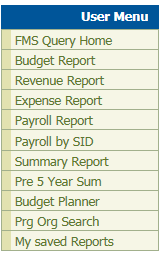 User Menu
FMS Query Home
Budget Report
Revenue Report
Expense Report
Payroll Report
Payroll by SID
Summary Report
Pre 5 Year Sum
Budget Planner
Prg Org Search
My saved Reports